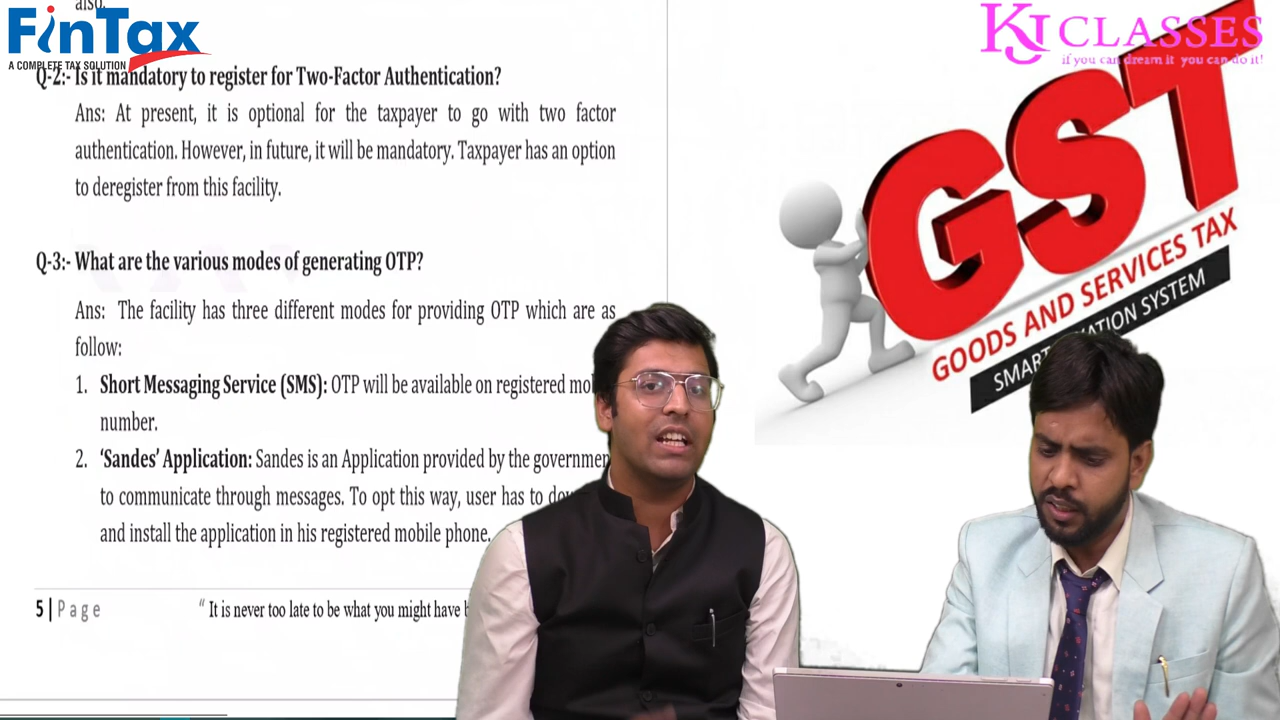 also.
FinTax
A COMPLETE TAX SOLUTION
KJ CLASSES
if you can dream it you can do it!
Q-2:- Is it mandatory to register for Two-Factor Authentication?
Ans: At present, it is optional for the taxpayer to go with two factor
authentication. However, in future, it will be mandatory. Taxpayer has an option
to deregister from this facility.
Q-3:- What are the various modes of generating OTP?
Ans: The facility has three different modes for providing OTP which are as
follow:
1. Short Messaging Service (SMS): OTP will be available on registered
number.
2. ‘Sandes’ Application: Sandes is an Application provided by the
to communicate through messages. To opt this way, user has to
and install the application in his registered mobile phone.
5 | Page
“ It is never too late to be what you might have
GST
GOODS AND SERVICES TAX
SYSTEM